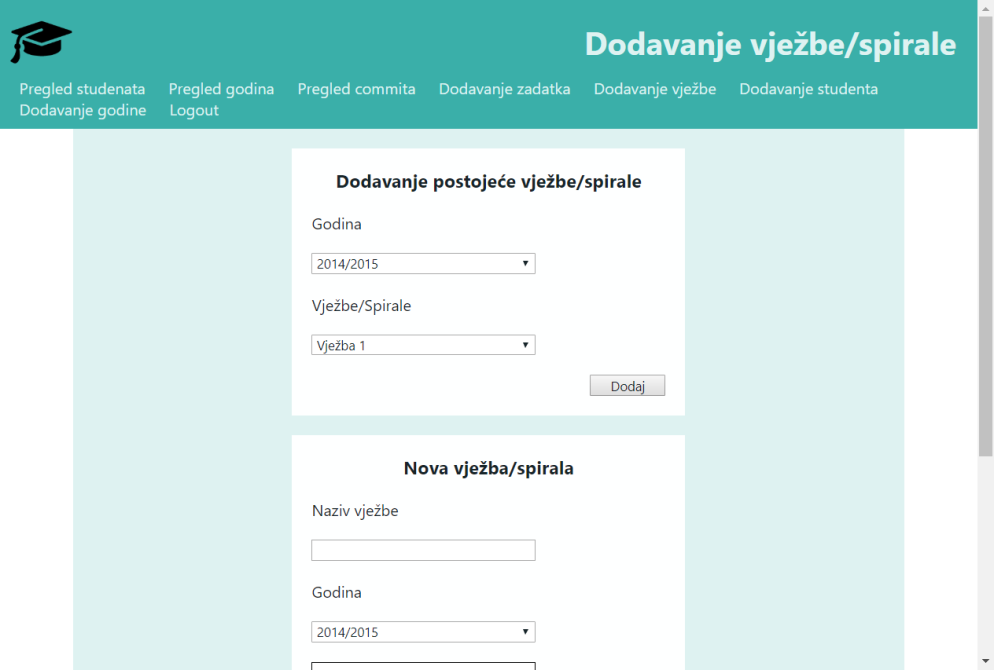 Dodavanje vježbe/spirale
Pregled studenata Pregled godina Pregled commita Dodavanje zadatka Dodavanje vježbe Dodavanje studenta
Dodavanje godine Logout
Dodavanje postojeće vježbe/spirale
Godina
2014/2015
Vježbe/Spirale
Vježba 1
Dodaj
Nova vježba/spirala
Naziv vježbe
Godina
2014/2015